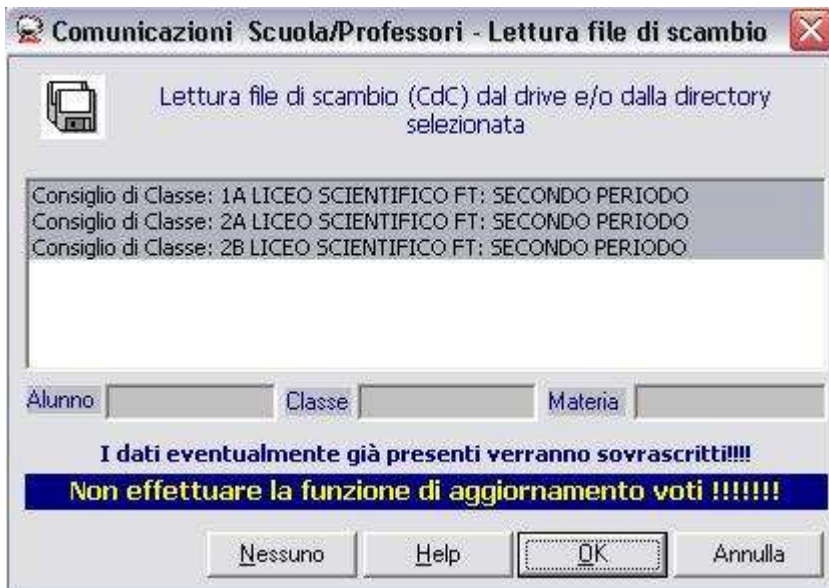 Comunicazioni Scuola/Professori - Lettura file di scambio
Lettura file di scambio (CdC) dal drive e/o dalla directory
selezionata
Consiglio di Classe: 1A LICEO SCIENTIFICO FT: SECONDO PERIODO
Consiglio di Classe: 2A LICEO SCIENTIFICO FT: SECONDO PERIODO
Consiglio di Classe: 2B LICEO SCIENTIFICO FT: SECONDO PERIODO
Alunno Classe Materia
I dati eventualmente già presenti verranno sovrascritti!!!!
Non effettuare la funzione di aggiornamento voti !!!!!!!
Nessuno Help OK Annulla